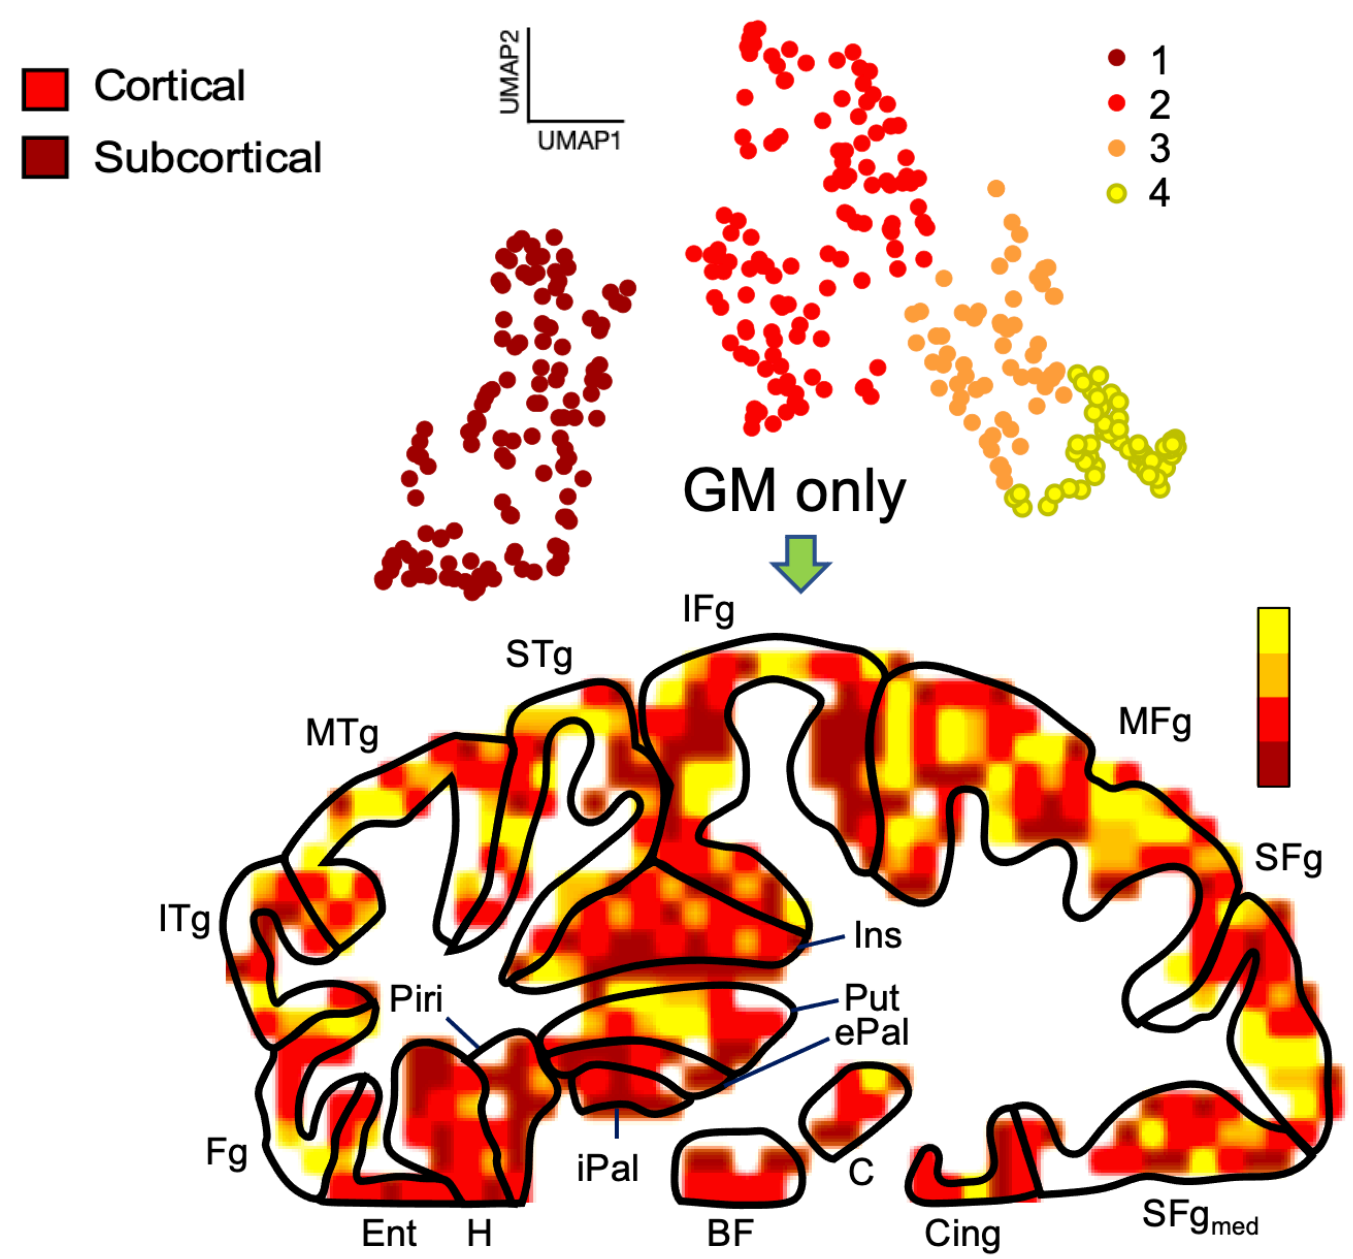 Cortical
Subcortical
UMAP2
UMAP1
1
2
3
4
GM only
IFg
STg
MTg
MFg
SFg
ITg
Ins
Piri
Put
ePal
Fg
iPal
C
Ent
H
BF
Cing
SFgmed